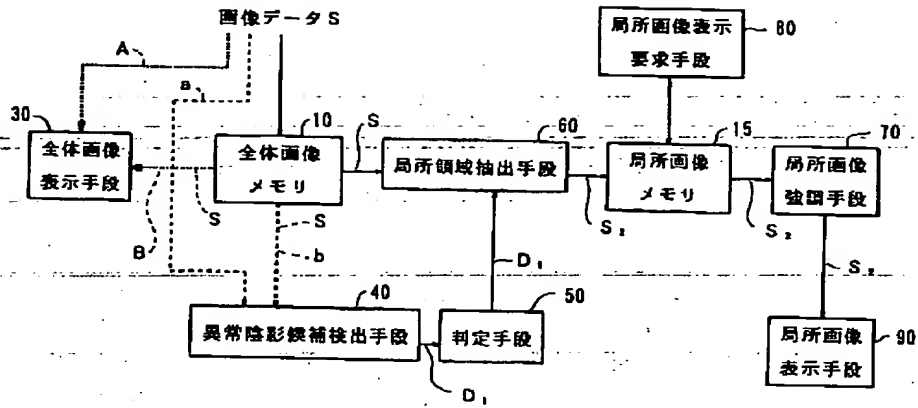 画像データS
局所画像表示
要求手段
80
A
a
30
10
S
60
15
70
全体画像
表示手段
全体画像
メモリ
局所領域抽出手段
局所画像
メモリ
局所画像
強調手段
B
S
S
b
S₂
S₂
D₁
S₂
40
50
異常陰影候補検出手段
判定手段
D₁
局所画像
表示手段
90